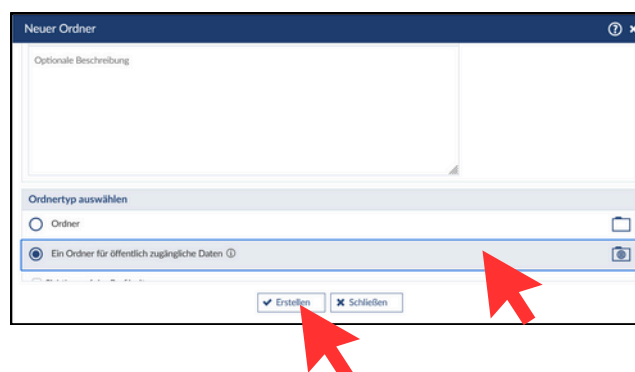 Neuer Ordner
Optionale Beschreibung
Ordnertyp auswählen
Ordner
Ein Ordner für öffentlich zugängliche Daten
Erstellen
Schließen